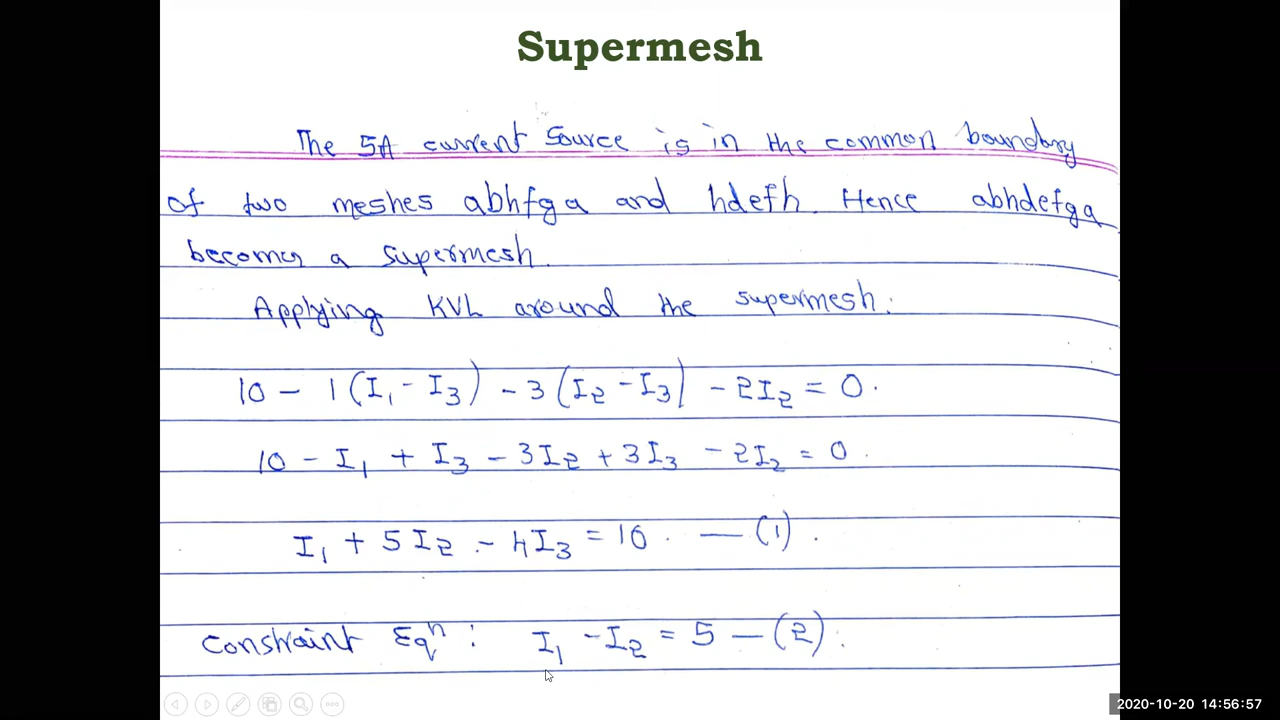 Supermesh
The 5A current Source is in the common boundary
of two meshes abhfga and hdefh. Hence abhdefga
becomes a supermesh.
Applying KVL around the supermesh:
10 - 1 (I₁ - I₃) - 3 (I₂ - I₃) - 2I₂ = 0.
10 - I₁ + I₃ - 3I₂ + 3I₃ - 2I₂ = 0.
I₁ + 5I₂ - 4I₃ = 10. — (1).
Constraint Eqⁿ: I₁ - I₂ = 5 — (2).
2020-10-20 14:56:57